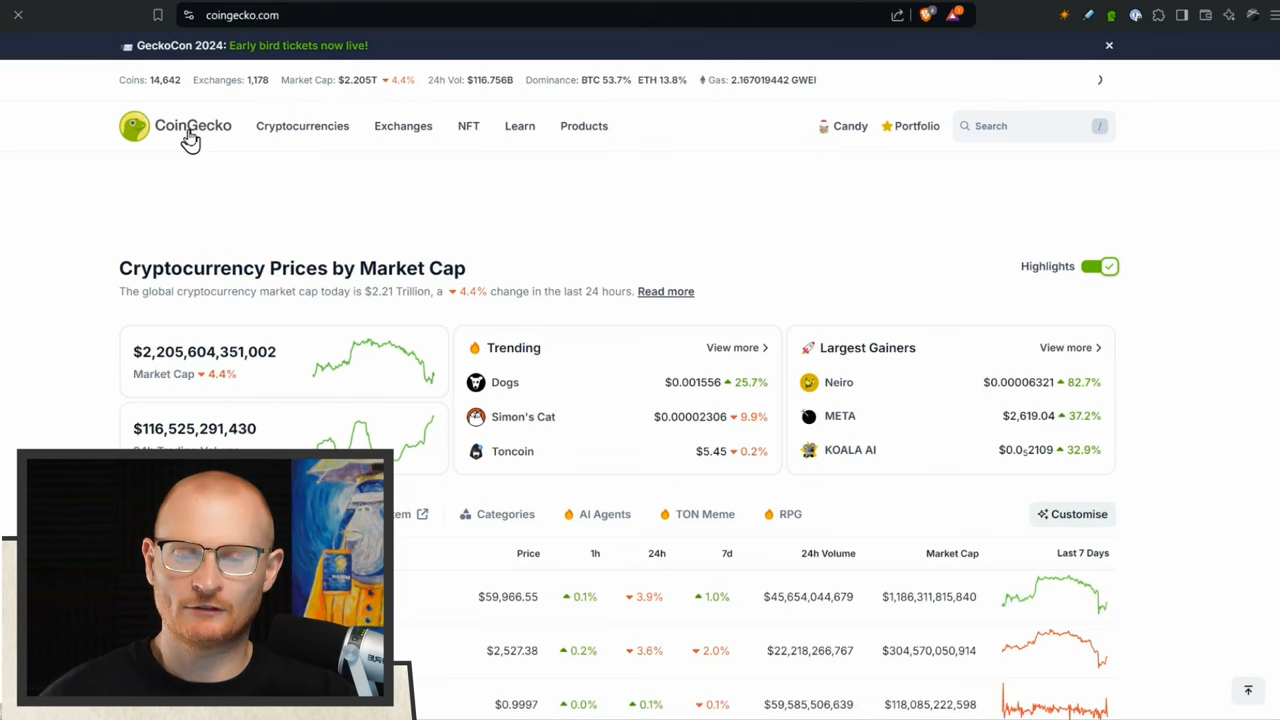 coingecko.com
GeckoCon 2024: Early bird tickets now live!
Coins: 14,642 Exchanges: 1,178 Market Cap: $2.205T 4.4% 24h Vol: $116.756B Dominance: BTC 53.7% ETH 13.8% Gas: 2.167019442 GWEI
CoinGecko Cryptocurrencies Exchanges NFT Learn Products Candy Portfolio Search /
Cryptocurrency Prices by Market Cap
Highlights
The global cryptocurrency market cap today is $2.21 Trillion, a 4.4% change in the last 24 hours. Read more
$2,205,604,351,002
Market Cap 4.4%
$116,525,291,430
Trending View more
Dogs $0.001556 25.7%
Simon's Cat $0.00002306 9.9%
Toncoin $5.45 0.2%
Largest Gainers View more
Neiro $0.00006321 82.7%
META $2,619.04 37.2%
KOALA AI $0.0₅2109 32.9%
Categories AI Agents TON Meme RPG Customise
Price 1h 24h 7d 24h Volume Market Cap Last 7 Days
$59,966.55 0.1% 3.9% 1.0% $45,654,044,679 $1,186,311,815,840
$2,527.38 0.2% 3.6% 2.0% $22,218,266,767 $304,570,050,914
$0.9997 0.0% 0.1% 0.1% $59,585,506,639 $118,085,222,598